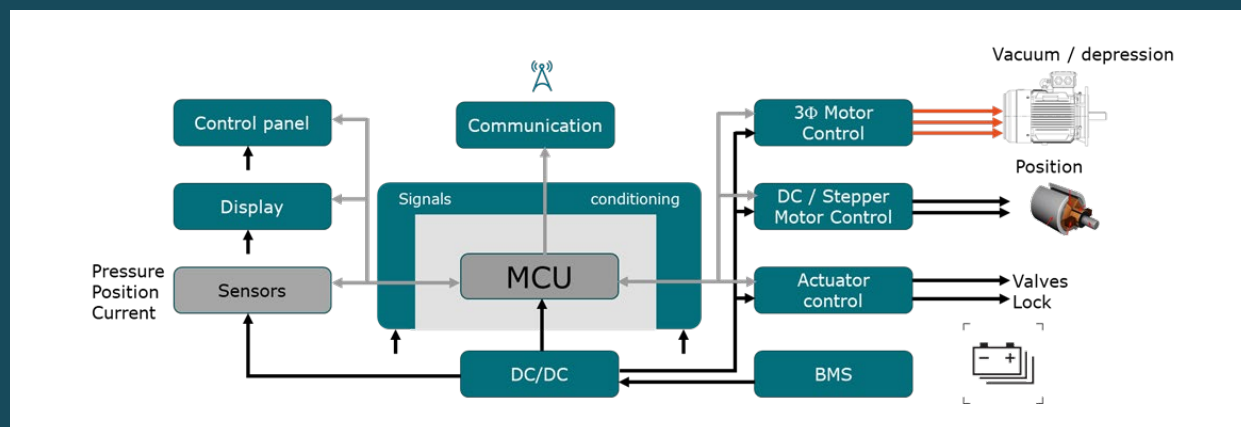 Vacuum / depression
Control panel
Communication
3Φ Motor
Control
Position
Display
Signals
conditioning
DC / Stepper
Motor Control
Pressure
Position
Current
Sensors
MCU
Actuator
control
Valves
Lock
DC/DC
BMS